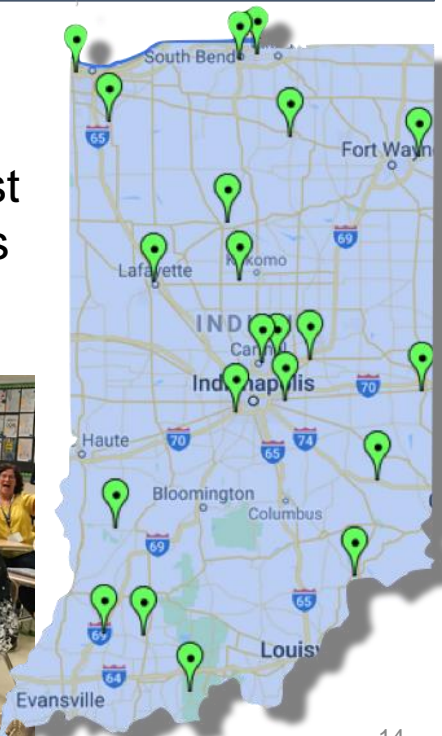 South Bend
65
Fort Wayn
st
s
69
Kokomo
Lafayette
INDI
Carmel
Indianapolis
70
Haute
70
65
74
Bloomington
Columbus
69
65
69
Louisv
64
Evansville
14